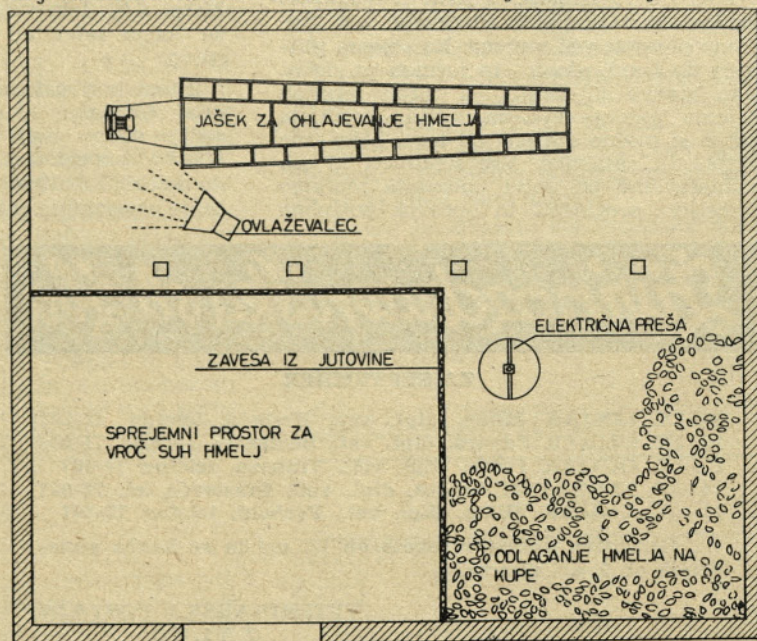 JAŠEK ZA OHLAJEVANJE HMELJA
OVLAŽEVALEC
ELEKTRIČNA PREŠA
ZAVESA IZ JUTOVINE
SPREJEMNI PROSTOR ZA
VROČ SUH HMELJ
ODLAGANJE HMELJA NA
KUPE